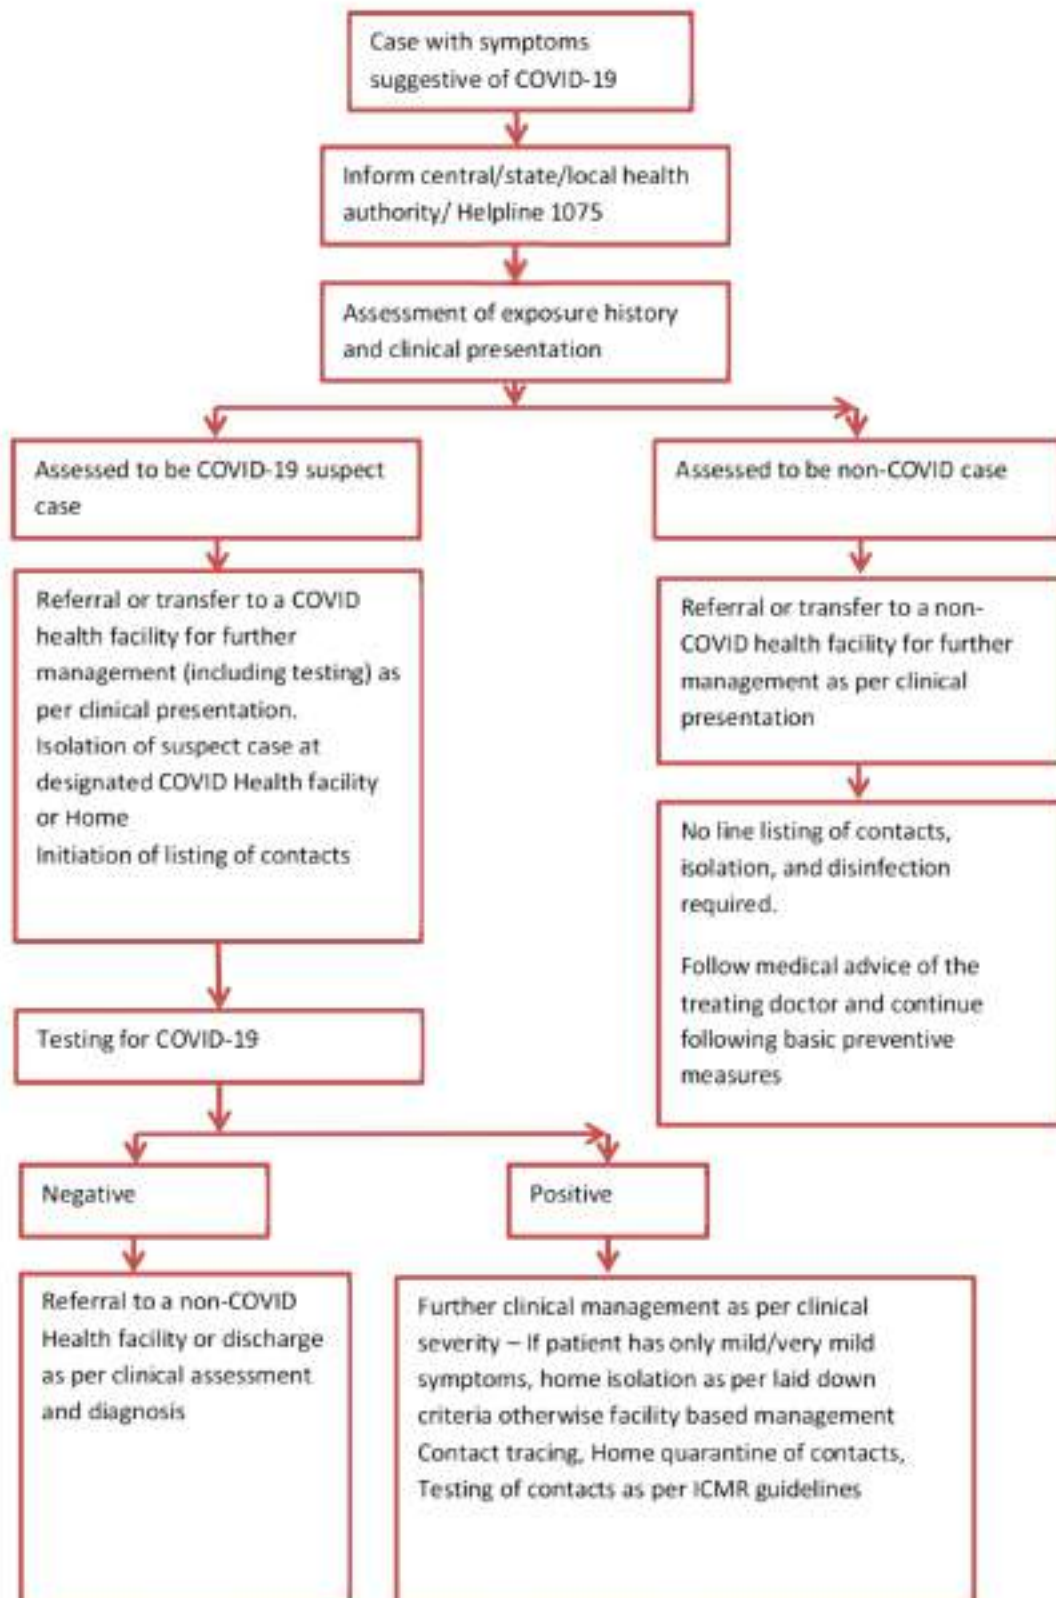 Case with symptoms
suggestive of COVID-19
Inform central/state/local health
authority/ Helpline 1075
Assessment of exposure history
and clinical presentation
Assessed to be COVID-19 suspect
case
Assessed to be non-COVID case
Referral or transfer to a COVID
health facility for further
management (including testing) as
per clinical presentation.
Isolation of suspect case at
designated COVID Health facility
or Home
Initiation of listing of contacts
Referral or transfer to a non-
COVID health facility for further
management as per clinical
presentation
No line listing of contacts,
isolation, and disinfection
required.
Follow medical advice of the
treating doctor and continue
following basic preventive
measures
Testing for COVID-19
Negative
Positive
Referral to a non-COVID
Health facility or discharge
as per clinical assessment
and diagnosis
Further clinical management as per clinical
severity – If patient has only mild/very mild
symptoms, home isolation as per laid down
criteria otherwise facility based management
Contact tracing, Home quarantine of contacts,
Testing of contacts as per ICMR guidelines